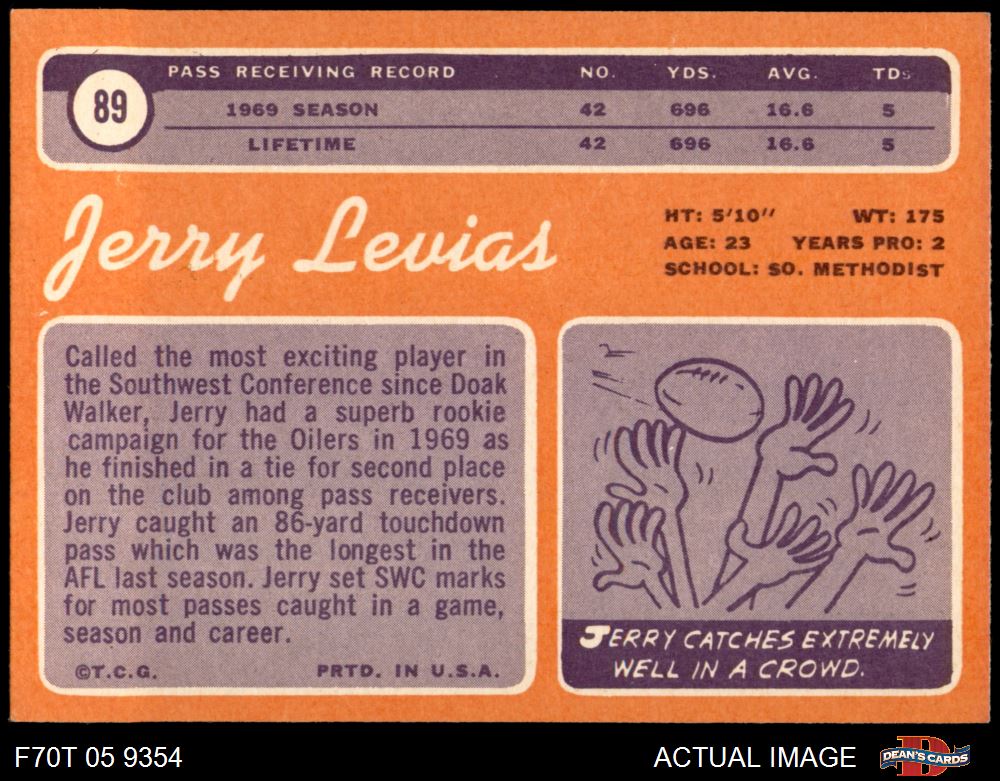 89
PASS RECEIVING RECORD NO. YDS. AVG. TDs
1969 SEASON 42 696 16.6 5
LIFETIME 42 696 16.6 5
Jerry Levias
HT: 5'10" WT: 175
AGE: 23 YEARS PRO: 2
SCHOOL: SO. METHODIST
Called the most exciting player in
the Southwest Conference since Doak
Walker, Jerry had a superb rookie
campaign for the Oilers in 1969 as
he finished in a tie for second place
on the club among pass receivers.
Jerry caught an 86-yard touchdown
pass which was the longest in the
AFL last season. Jerry set SWC marks
for most passes caught in a game,
season and career.
©T.C.G. PRTD. IN U.S.A.
JERRY CATCHES EXTREMELY
WELL IN A CROWD.
F70T 05 9354
ACTUAL IMAGE
D
DEAN'S CARDS